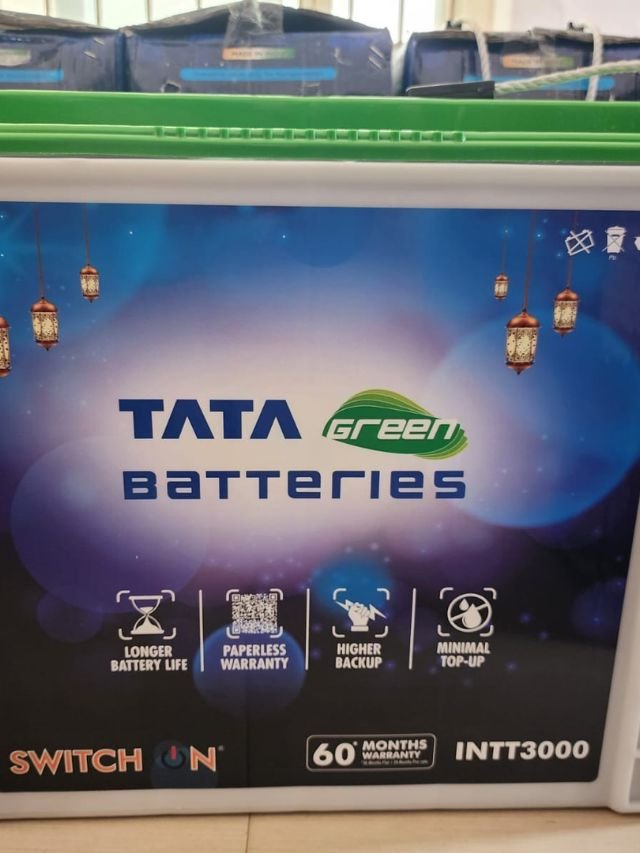 TATA Green
BATTERIES
LONGER
BATTERY LIFE
PAPERLESS
WARRANTY
HIGHER
BACKUP
MINIMAL
TOP-UP
SWITCH ON
60* MONTHS
WARRANTY
INTT3000